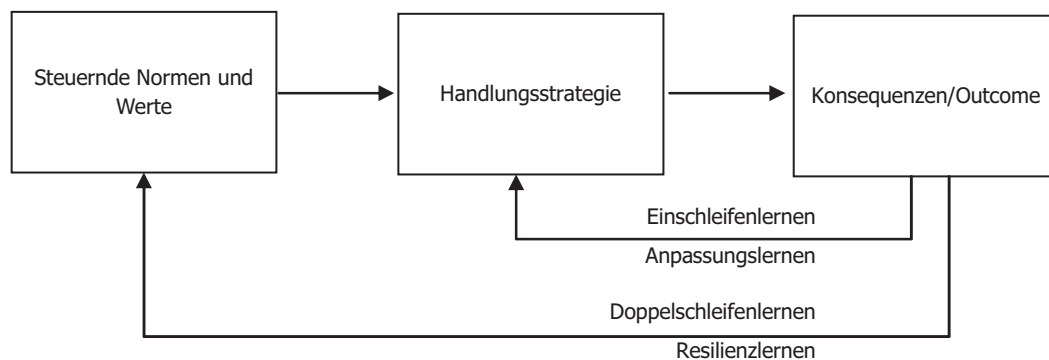 Steuernde Normen und
Werte
Handlungsstrategie
Konsequenzen/Outcome
Einschleifenlernen
Anpassungslernen
Doppelschleifenlernen
Resilienzlernen